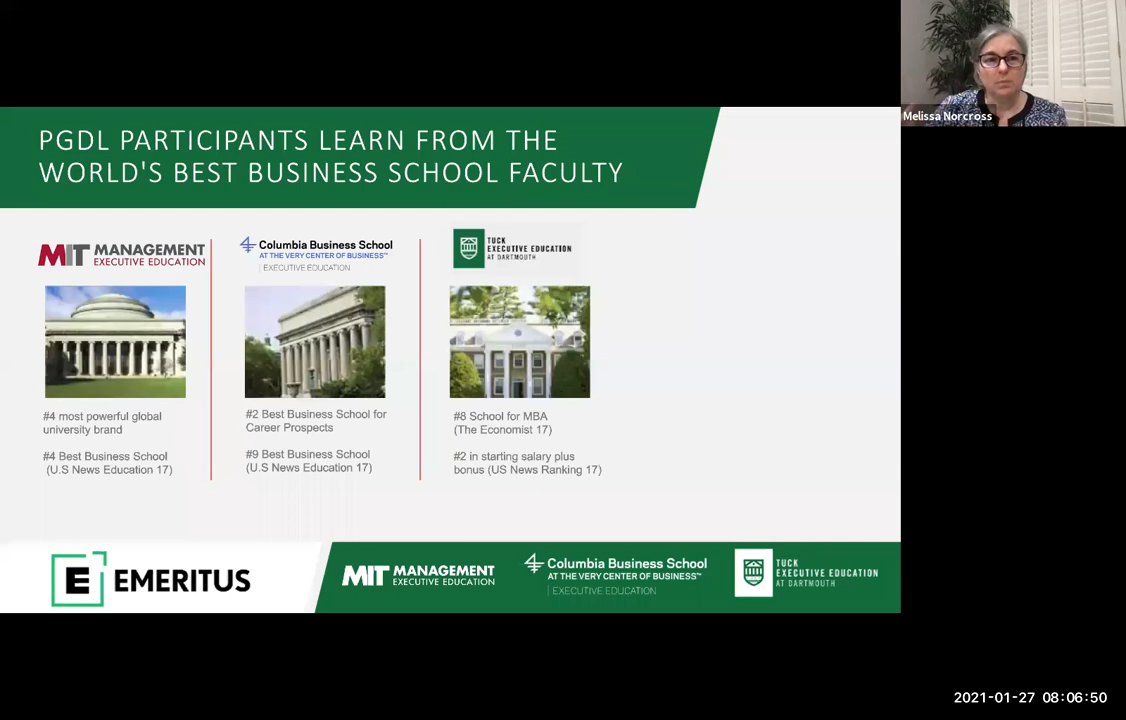 Melissa Norcross
PGDL PARTICIPANTS LEARN FROM THE
WORLD'S BEST BUSINESS SCHOOL FACULTY
MIT MANAGEMENT
EXECUTIVE EDUCATION
Columbia Business School
AT THE VERY CENTER OF BUSINESS™
EXECUTIVE EDUCATION
TUCK
EXECUTIVE EDUCATION
AT DARTMOUTH
#4 most powerful global
university brand
#4 Best Business School
(U.S News Education 17)
#2 Best Business School for
Career Prospects
#9 Best Business School
(U.S News Education 17)
#8 School for MBA
(The Economist 17)
#2 in starting salary plus
bonus (US News Ranking 17)
E EMERITUS
MIT MANAGEMENT
EXECUTIVE EDUCATION
Columbia Business School
AT THE VERY CENTER OF BUSINESS™
EXECUTIVE EDUCATION
TUCK
EXECUTIVE EDUCATION
AT DARTMOUTH
2021-01-27 08:06:50